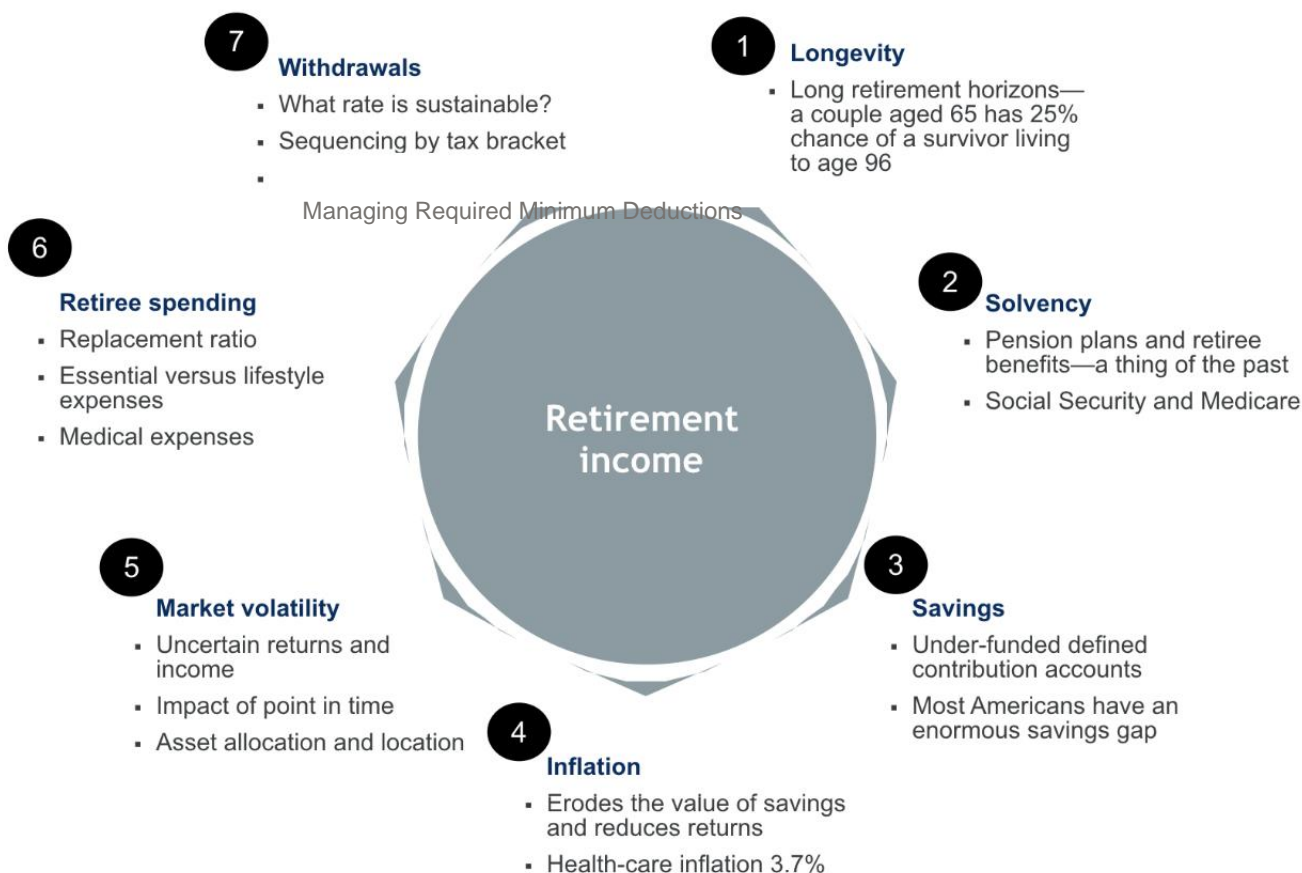 1
Longevity
▪ Long retirement horizons—
a couple aged 65 has 25%
chance of a survivor living
to age 96
2
Solvency
▪ Pension plans and retiree
benefits—a thing of the past
▪ Social Security and Medicare
3
Savings
▪ Under-funded defined
contribution accounts
▪ Most Americans have an
enormous savings gap
4
Inflation
▪ Erodes the value of savings
and reduces returns
▪ Health-care inflation 3.7%
5
Market volatility
▪ Uncertain returns and
income
▪ Impact of point in time
▪ Asset allocation and location
6
Retiree spending
▪ Replacement ratio
▪ Essential versus lifestyle
expenses
▪ Medical expenses
7
Withdrawals
▪ What rate is sustainable?
▪ Sequencing by tax bracket
▪
Managing Required Minimum Deductions
Retirement
income